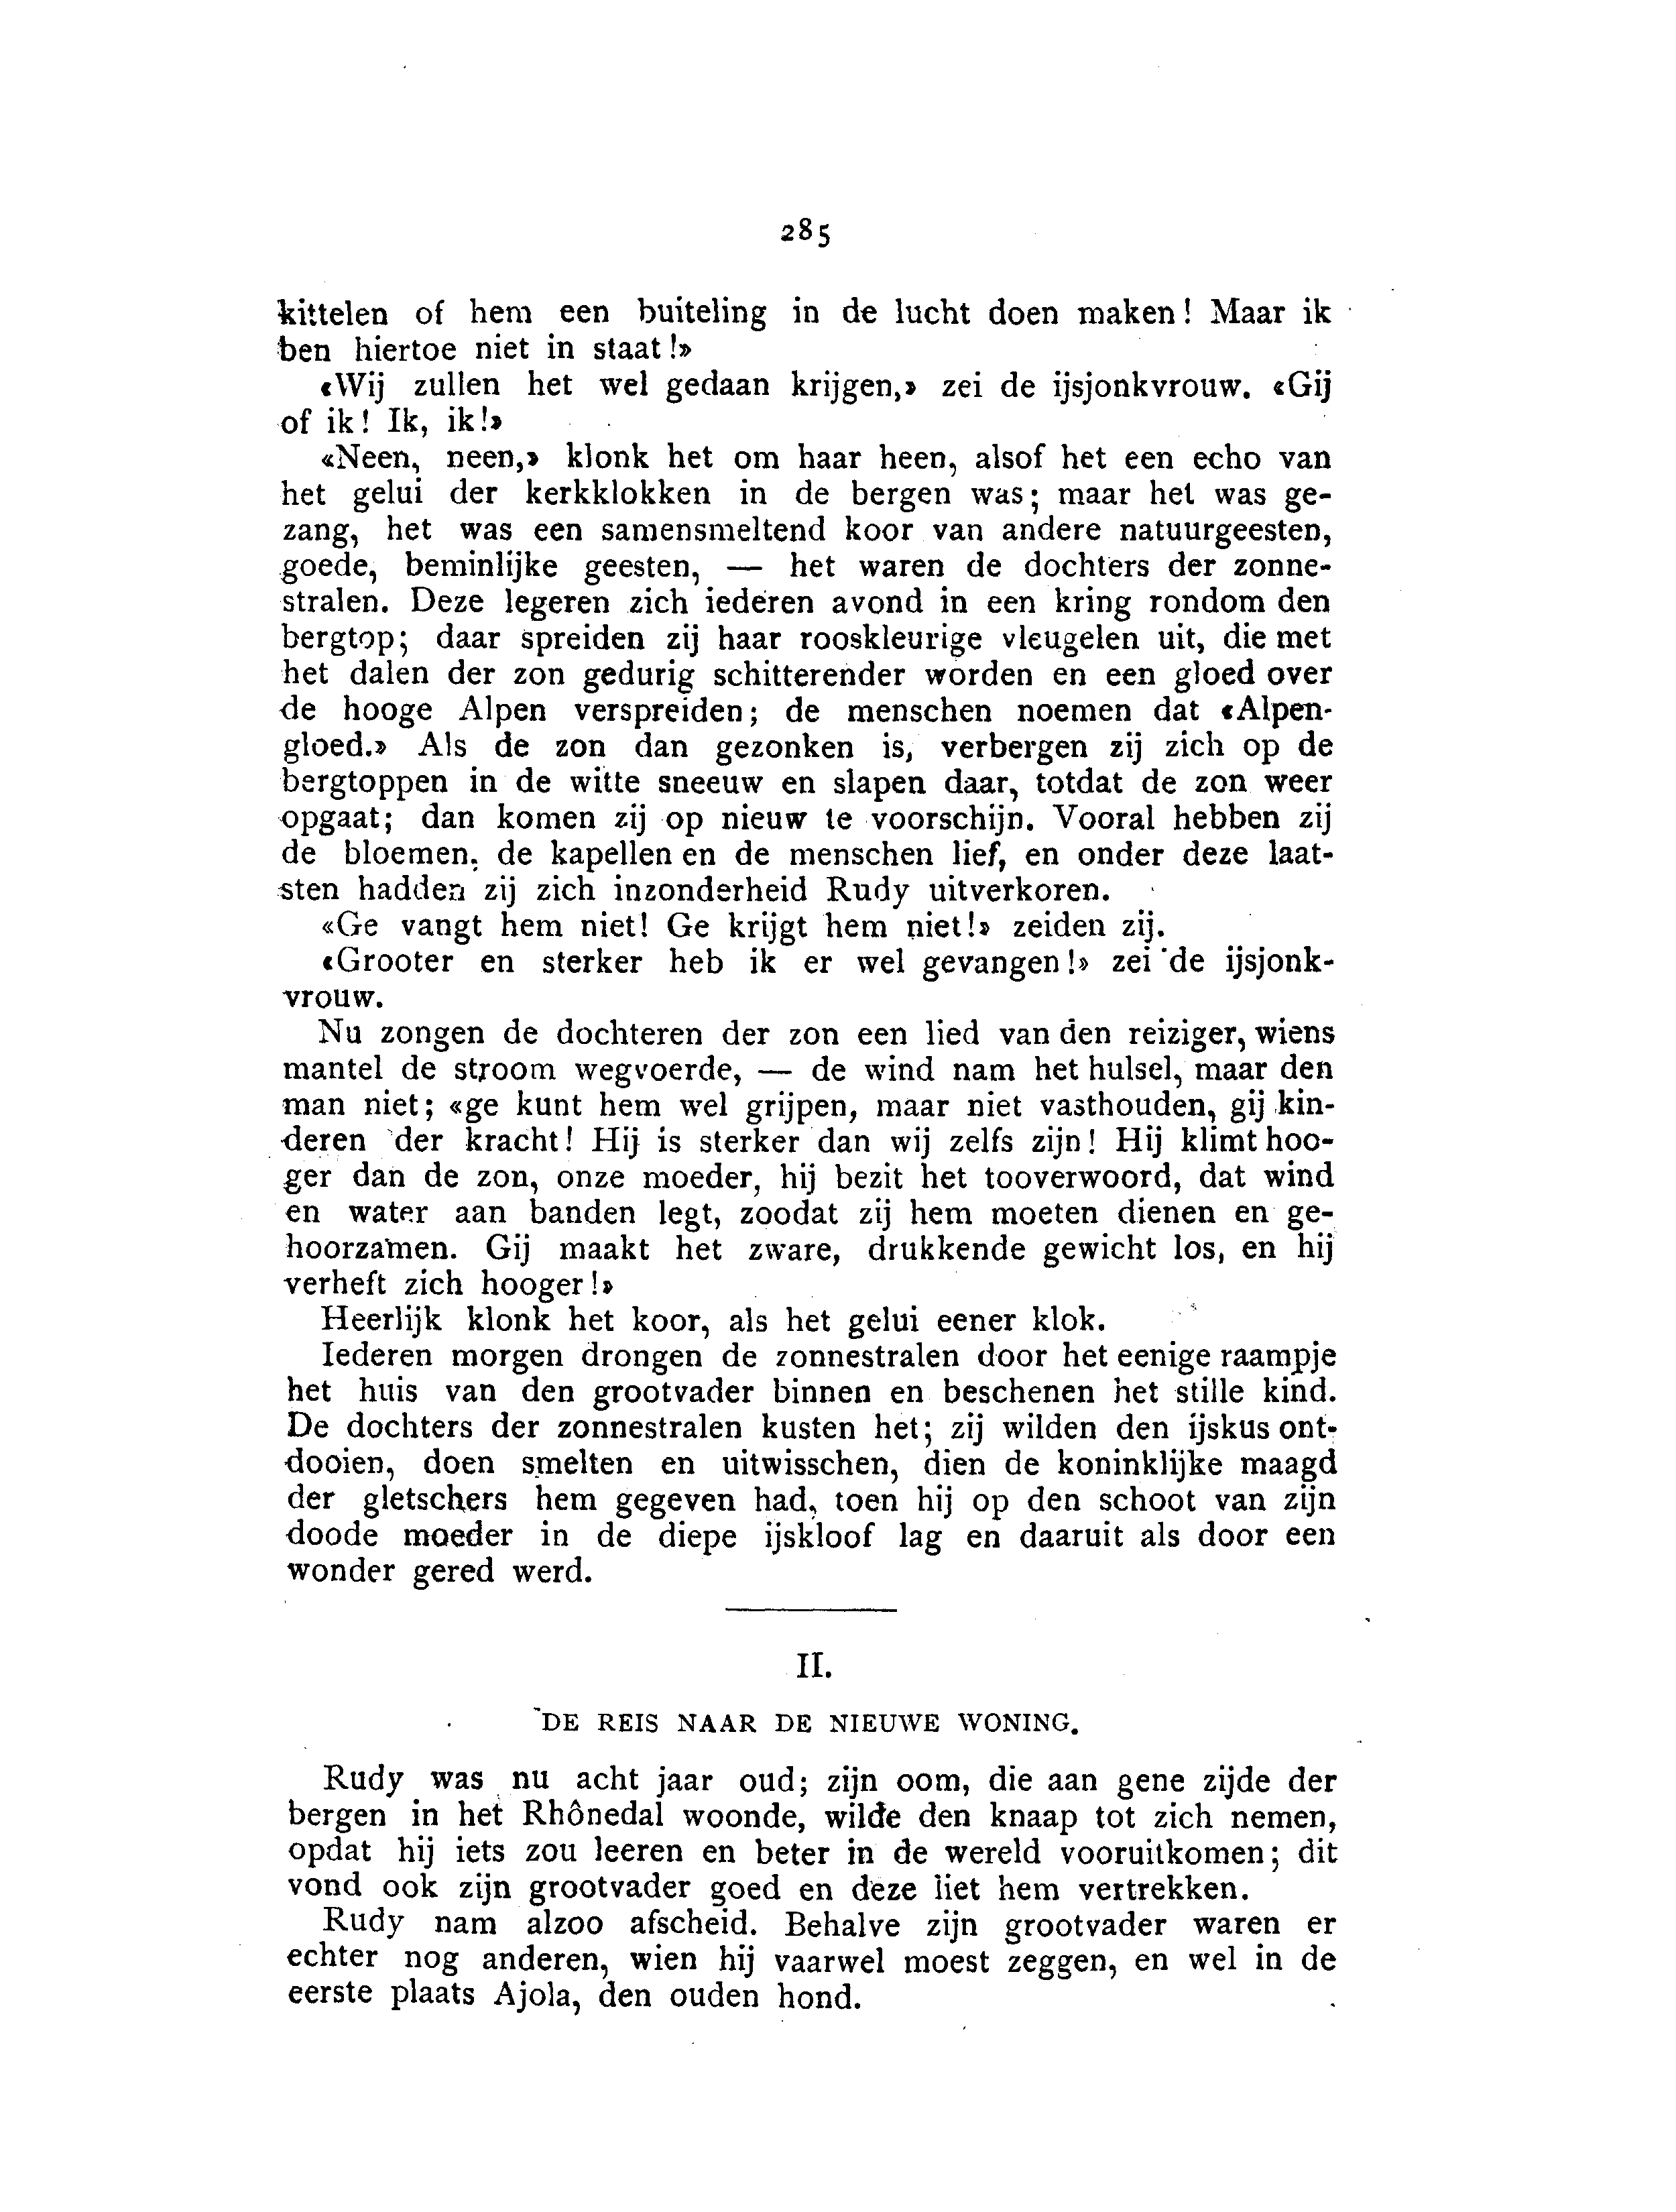 285
kittelen of hem een buiteling in de lucht doen maken! Maar ik
ben hiertoe niet in staat!»
«Wij zullen het wel gedaan krijgen,» zei de ijsjonkvrouw. «Gij
of ik! Ik, ik!»
«Neen, neen,» klonk het om haar heen, alsof het een echo van
het gelui der kerkklokken in de bergen was; maar het was ge-
zang, het was een samensmeltend koor van andere natuurgeesten,
goede, beminlijke geesten, — het waren de dochters der zonne-
stralen. Deze legeren zich iederen avond in een kring rondom den
bergtop; daar spreiden zij haar rooskleurige vleugelen uit, die met
het dalen der zon gedurig schitterender worden en een gloed over
de hooge Alpen verspreiden; de menschen noemen dat «Alpen-
gloed.» Als de zon dan gezonken is, verbergen zij zich op de
bergtoppen in de witte sneeuw en slapen daar, totdat de zon weer
opgaat; dan komen zij op nieuw te voorschijn. Vooral hebben zij
de bloemen, de kapellen en de menschen lief, en onder deze laat-
sten hadden zij zich inzonderheid Rudy uitverkoren.
«Ge vangt hem niet! Ge krijgt hem niet!» zeiden zij.
«Grooter en sterker heb ik er wel gevangen!» zei de ijsjonk-
vrouw.
Nu zongen de dochteren der zon een lied van den reiziger, wiens
mantel de stroom wegvoerde, — de wind nam het hulsel, maar den
man niet; «ge kunt hem wel grijpen, maar niet vasthouden, gij kin-
deren der kracht! Hij is sterker dan wij zelfs zijn! Hij klimt hoo-
ger dan de zon, onze moeder, hij bezit het tooverwoord, dat wind
en water aan banden legt, zoodat zij hem moeten dienen en ge-
hoorzamen. Gij maakt het zware, drukkende gewicht los, en hij
verheft zich hooger!»
Heerlijk klonk het koor, als het gelui eener klok.
Iederen morgen drongen de zonnestralen door het eenige raampje
het huis van den grootvader binnen en beschenen het stille kind.
De dochters der zonnestralen kusten het; zij wilden den ijskus ont-
dooien, doen smelten en uitwisschen, dien de koninklijke maagd
der gletschers hem gegeven had, toen hij op den schoot van zijn
doode moeder in de diepe ijskloof lag en daaruit als door een
wonder gered werd.
II.
DE REIS NAAR DE NIEUWE WONING.
Rudy was nu acht jaar oud; zijn oom, die aan gene zijde der
bergen in het Rhônedal woonde, wilde den knaap tot zich nemen,
opdat hij iets zou leeren en beter in de wereld vooruitkomen; dit
vond ook zijn grootvader goed en deze liet hem vertrekken.
Rudy nam alzoo afscheid. Behalve zijn grootvader waren er
echter nog anderen, wien hij vaarwel moest zeggen, en wel in de
eerste plaats Ajola, den ouden hond.